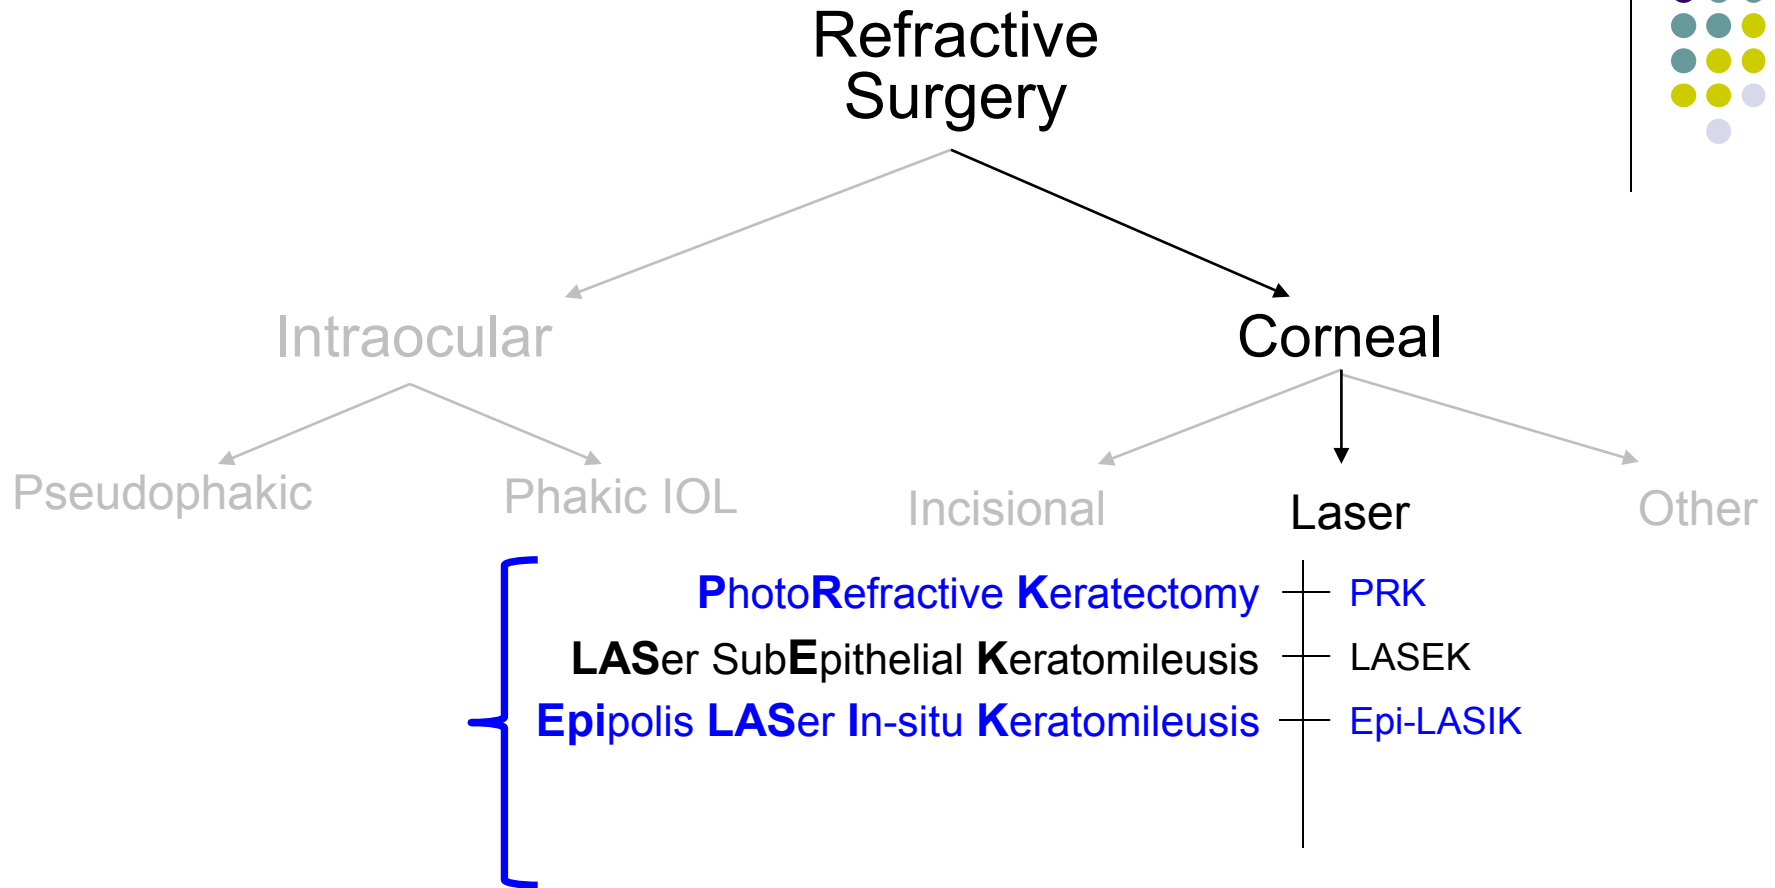 Refractive
Surgery
Intraocular
Corneal
Pseudophakic
Phakic IOL
Incisional
Laser
Other
PhotoRefractive Keratectomy
PRK
LASer SubEpithelial Keratomileusis
LASEK
Epipolis LASer In-situ Keratomileusis
Epi-LASIK